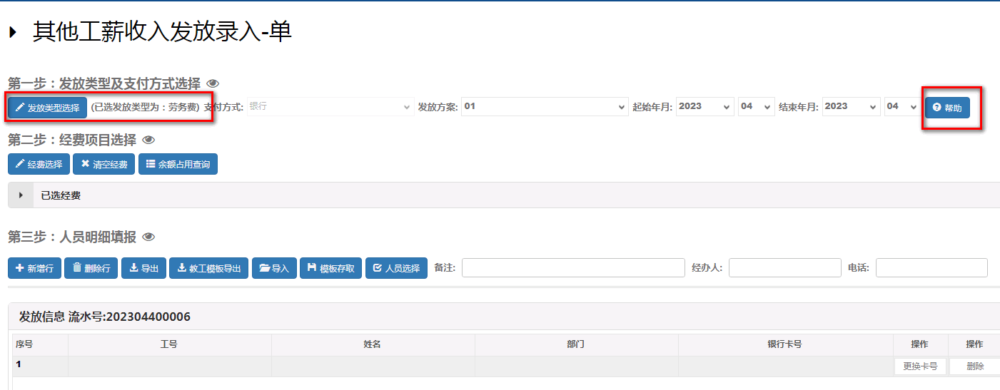 其他工薪收入发放录入-单
第一步：发放类型及支付方式选择
发放类型选择 (已选发放类型为：劳务费) 支付方式: 银行 发放方案: 01 起始年月: 2023 04 结束年月: 2023 04 帮助
第二步：经费项目选择
经费选择 清空经费 余额占用查询
已选经费
第三步：人员明细填报
新增行 删除行 导出 教工模板导出 导入 模板存取 人员选择 备注: 经办人: 电话:
发放信息 流水号:202304400006
序号 工号 姓名 部门 银行卡号 操作 操作
1 更换卡号 删除